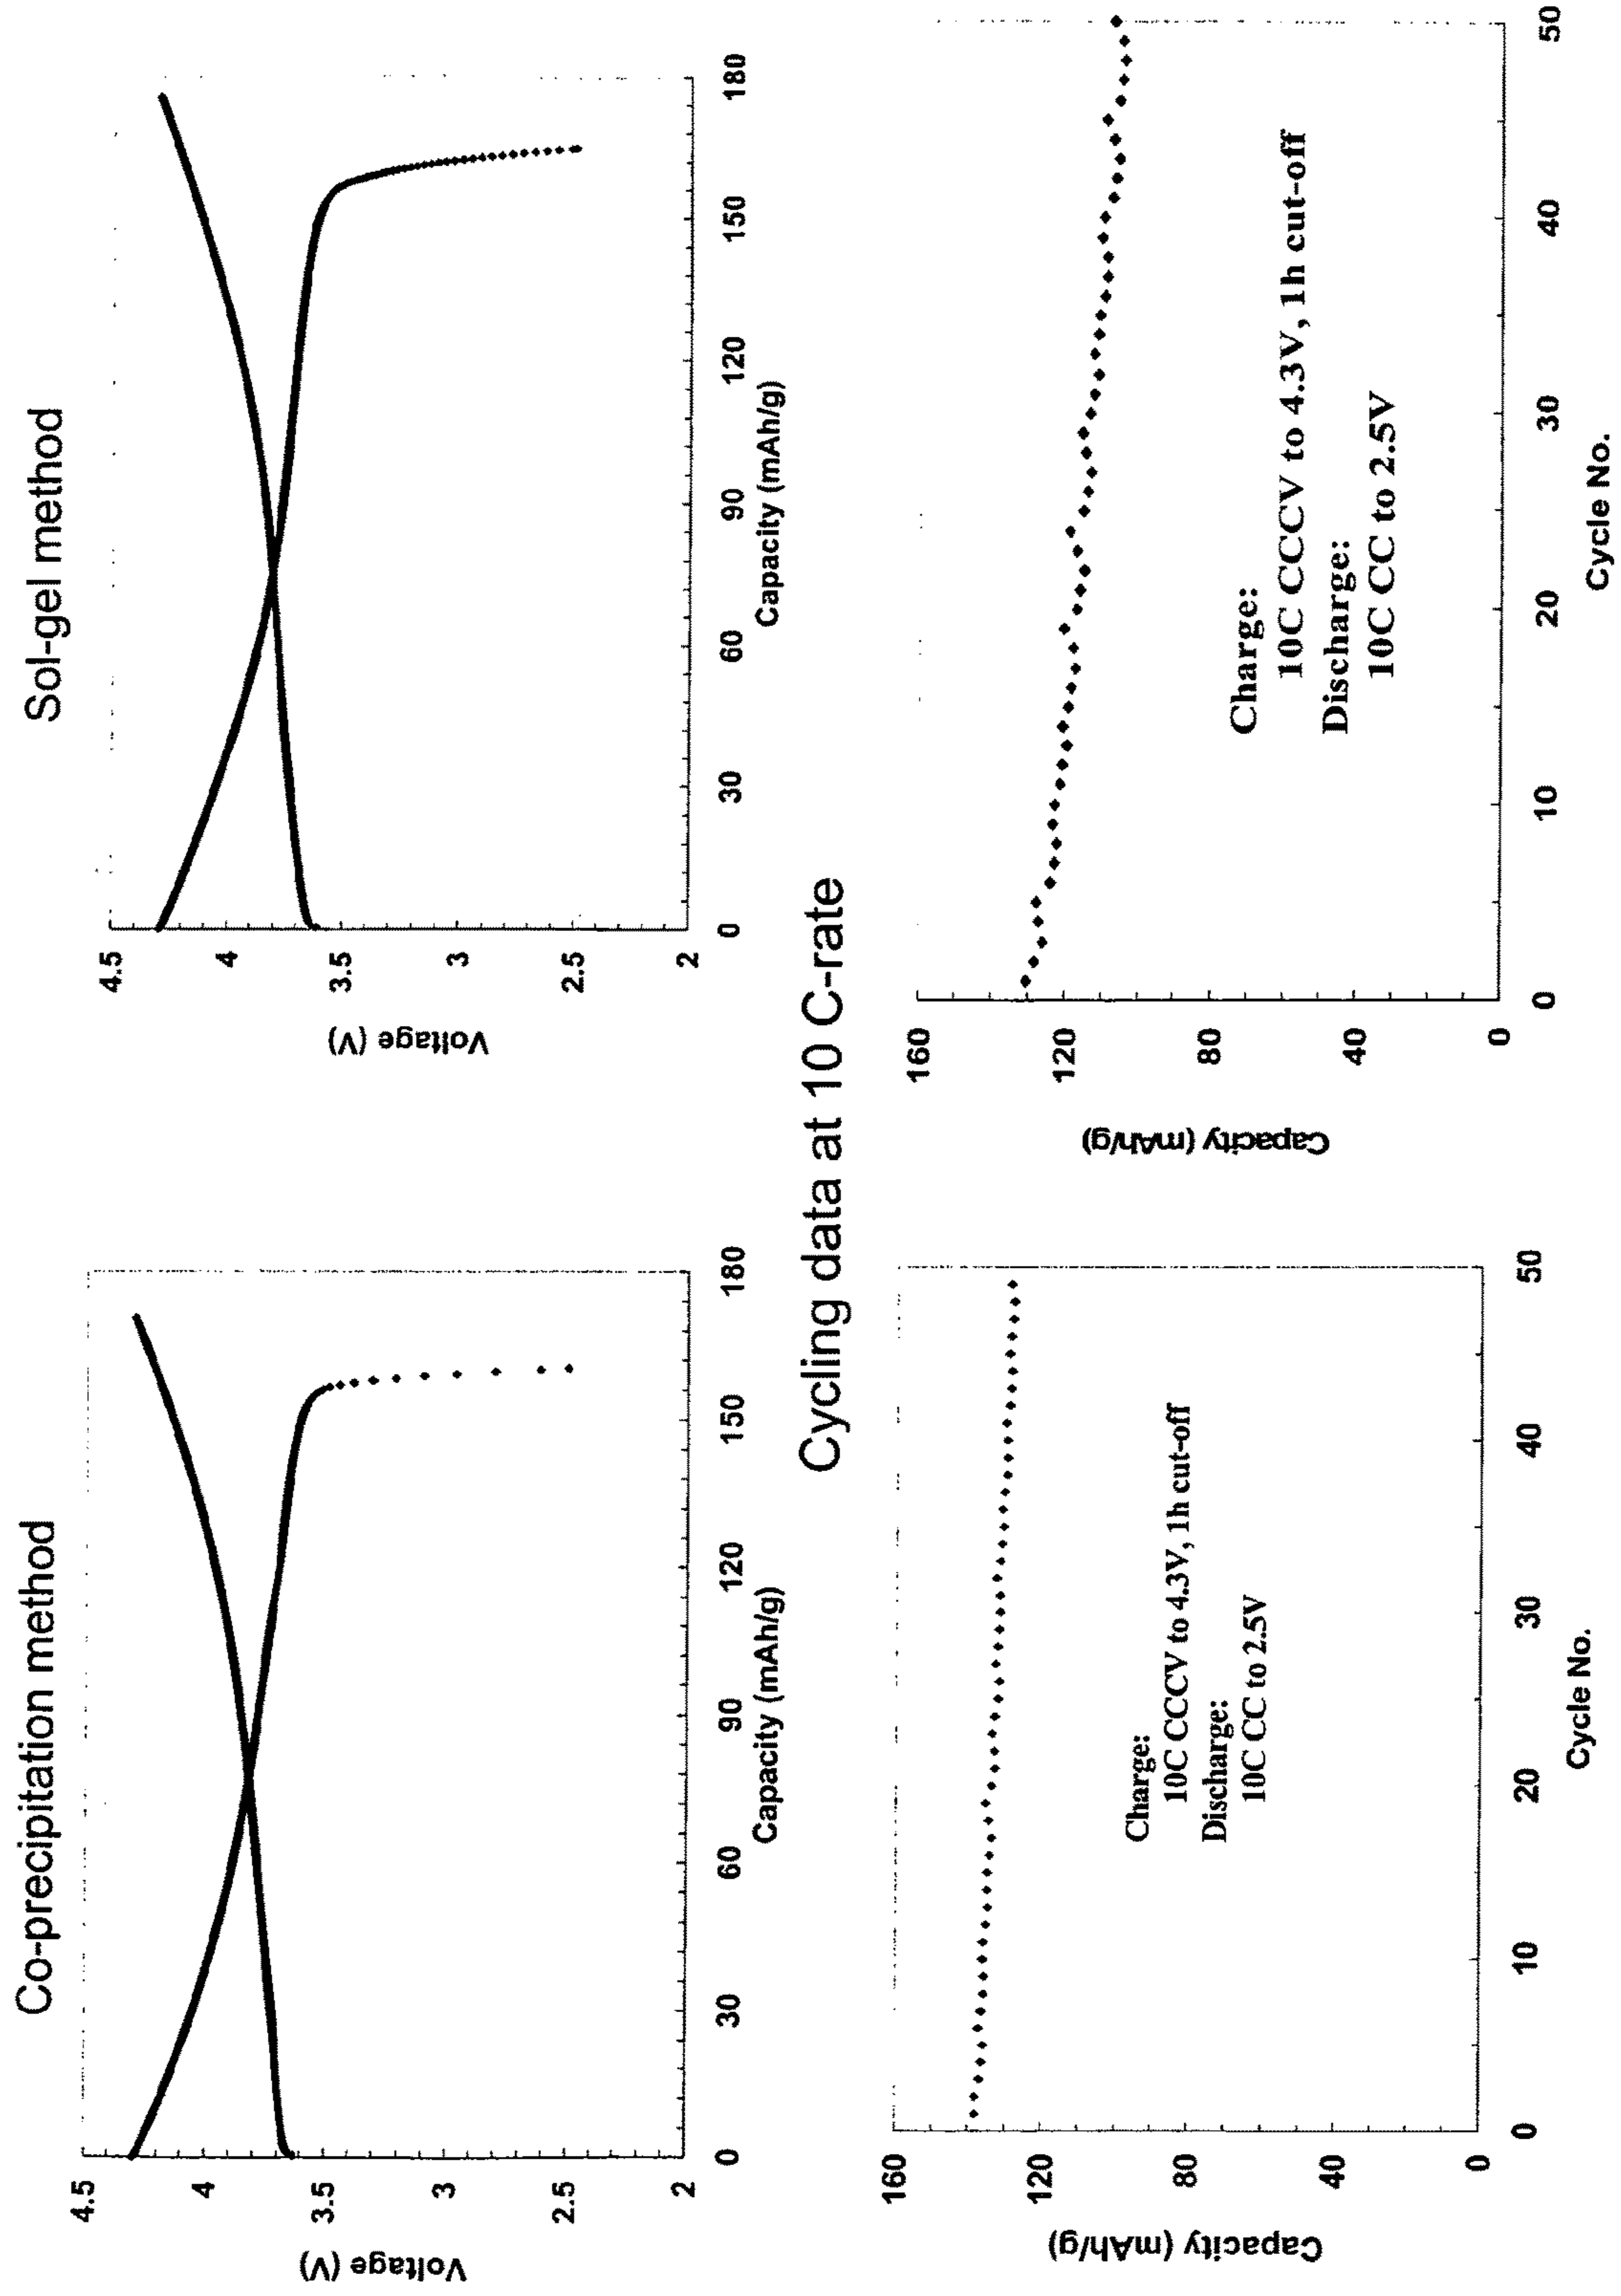 Co-precipitation method
Voltage (V)
4.5
4
3.5
3
2.5
2
0
30
60
90
120
150
180
Capacity (mAh/g)
Sol-gel method
Voltage (V)
4.5
4
3.5
3
2.5
2
0
30
60
90
120
150
180
Capacity (mAh/g)
Cycling data at 10 C-rate
Capacity (mAh/g)
160
120
80
40
0
Charge:
10C CCCV to 4.3V, 1h cut-off
Discharge:
10C CC to 2.5V
0
10
20
30
40
50
Cycle No.
Capacity (mAh/g)
160
120
80
40
0
Charge:
10C CCCV to 4.3V, 1h cut-off
Discharge:
10C CC to 2.5V
0
10
20
30
40
50
Cycle No.